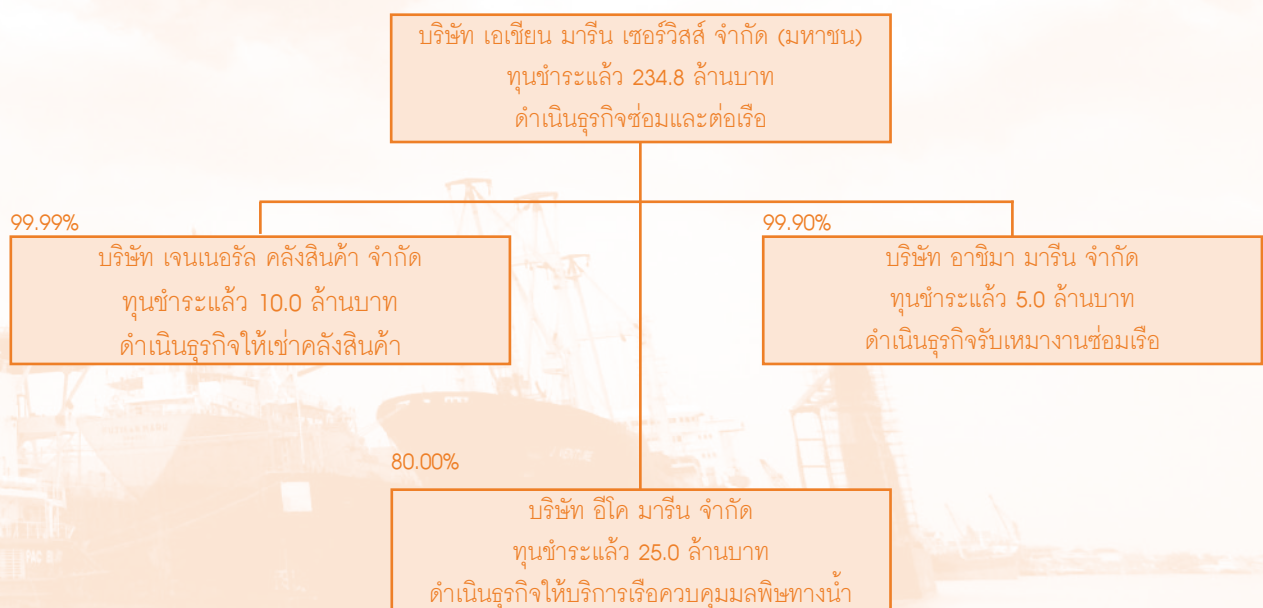 บริษัท เอเชียน มารีน เซอร์วิสส์ จำกัด (มหาชน)
ทุนชำระแล้ว 234.8 ล้านบาท
ดำเนินธุรกิจซ่อมและต่อเรือ
99.99%
บริษัท เจนเนอรัล คลังสินค้า จำกัด
ทุนชำระแล้ว 10.0 ล้านบาท
ดำเนินธุรกิจให้เช่าคลังสินค้า
99.90%
บริษัท อาชิมา มารีน จำกัด
ทุนชำระแล้ว 5.0 ล้านบาท
ดำเนินธุรกิจรับเหมางานซ่อมเรือ
80.00%
บริษัท อีโค มารีน จำกัด
ทุนชำระแล้ว 25.0 ล้านบาท
ดำเนินธุรกิจให้บริการเรือควบคุมมลพิษทางน้ำ